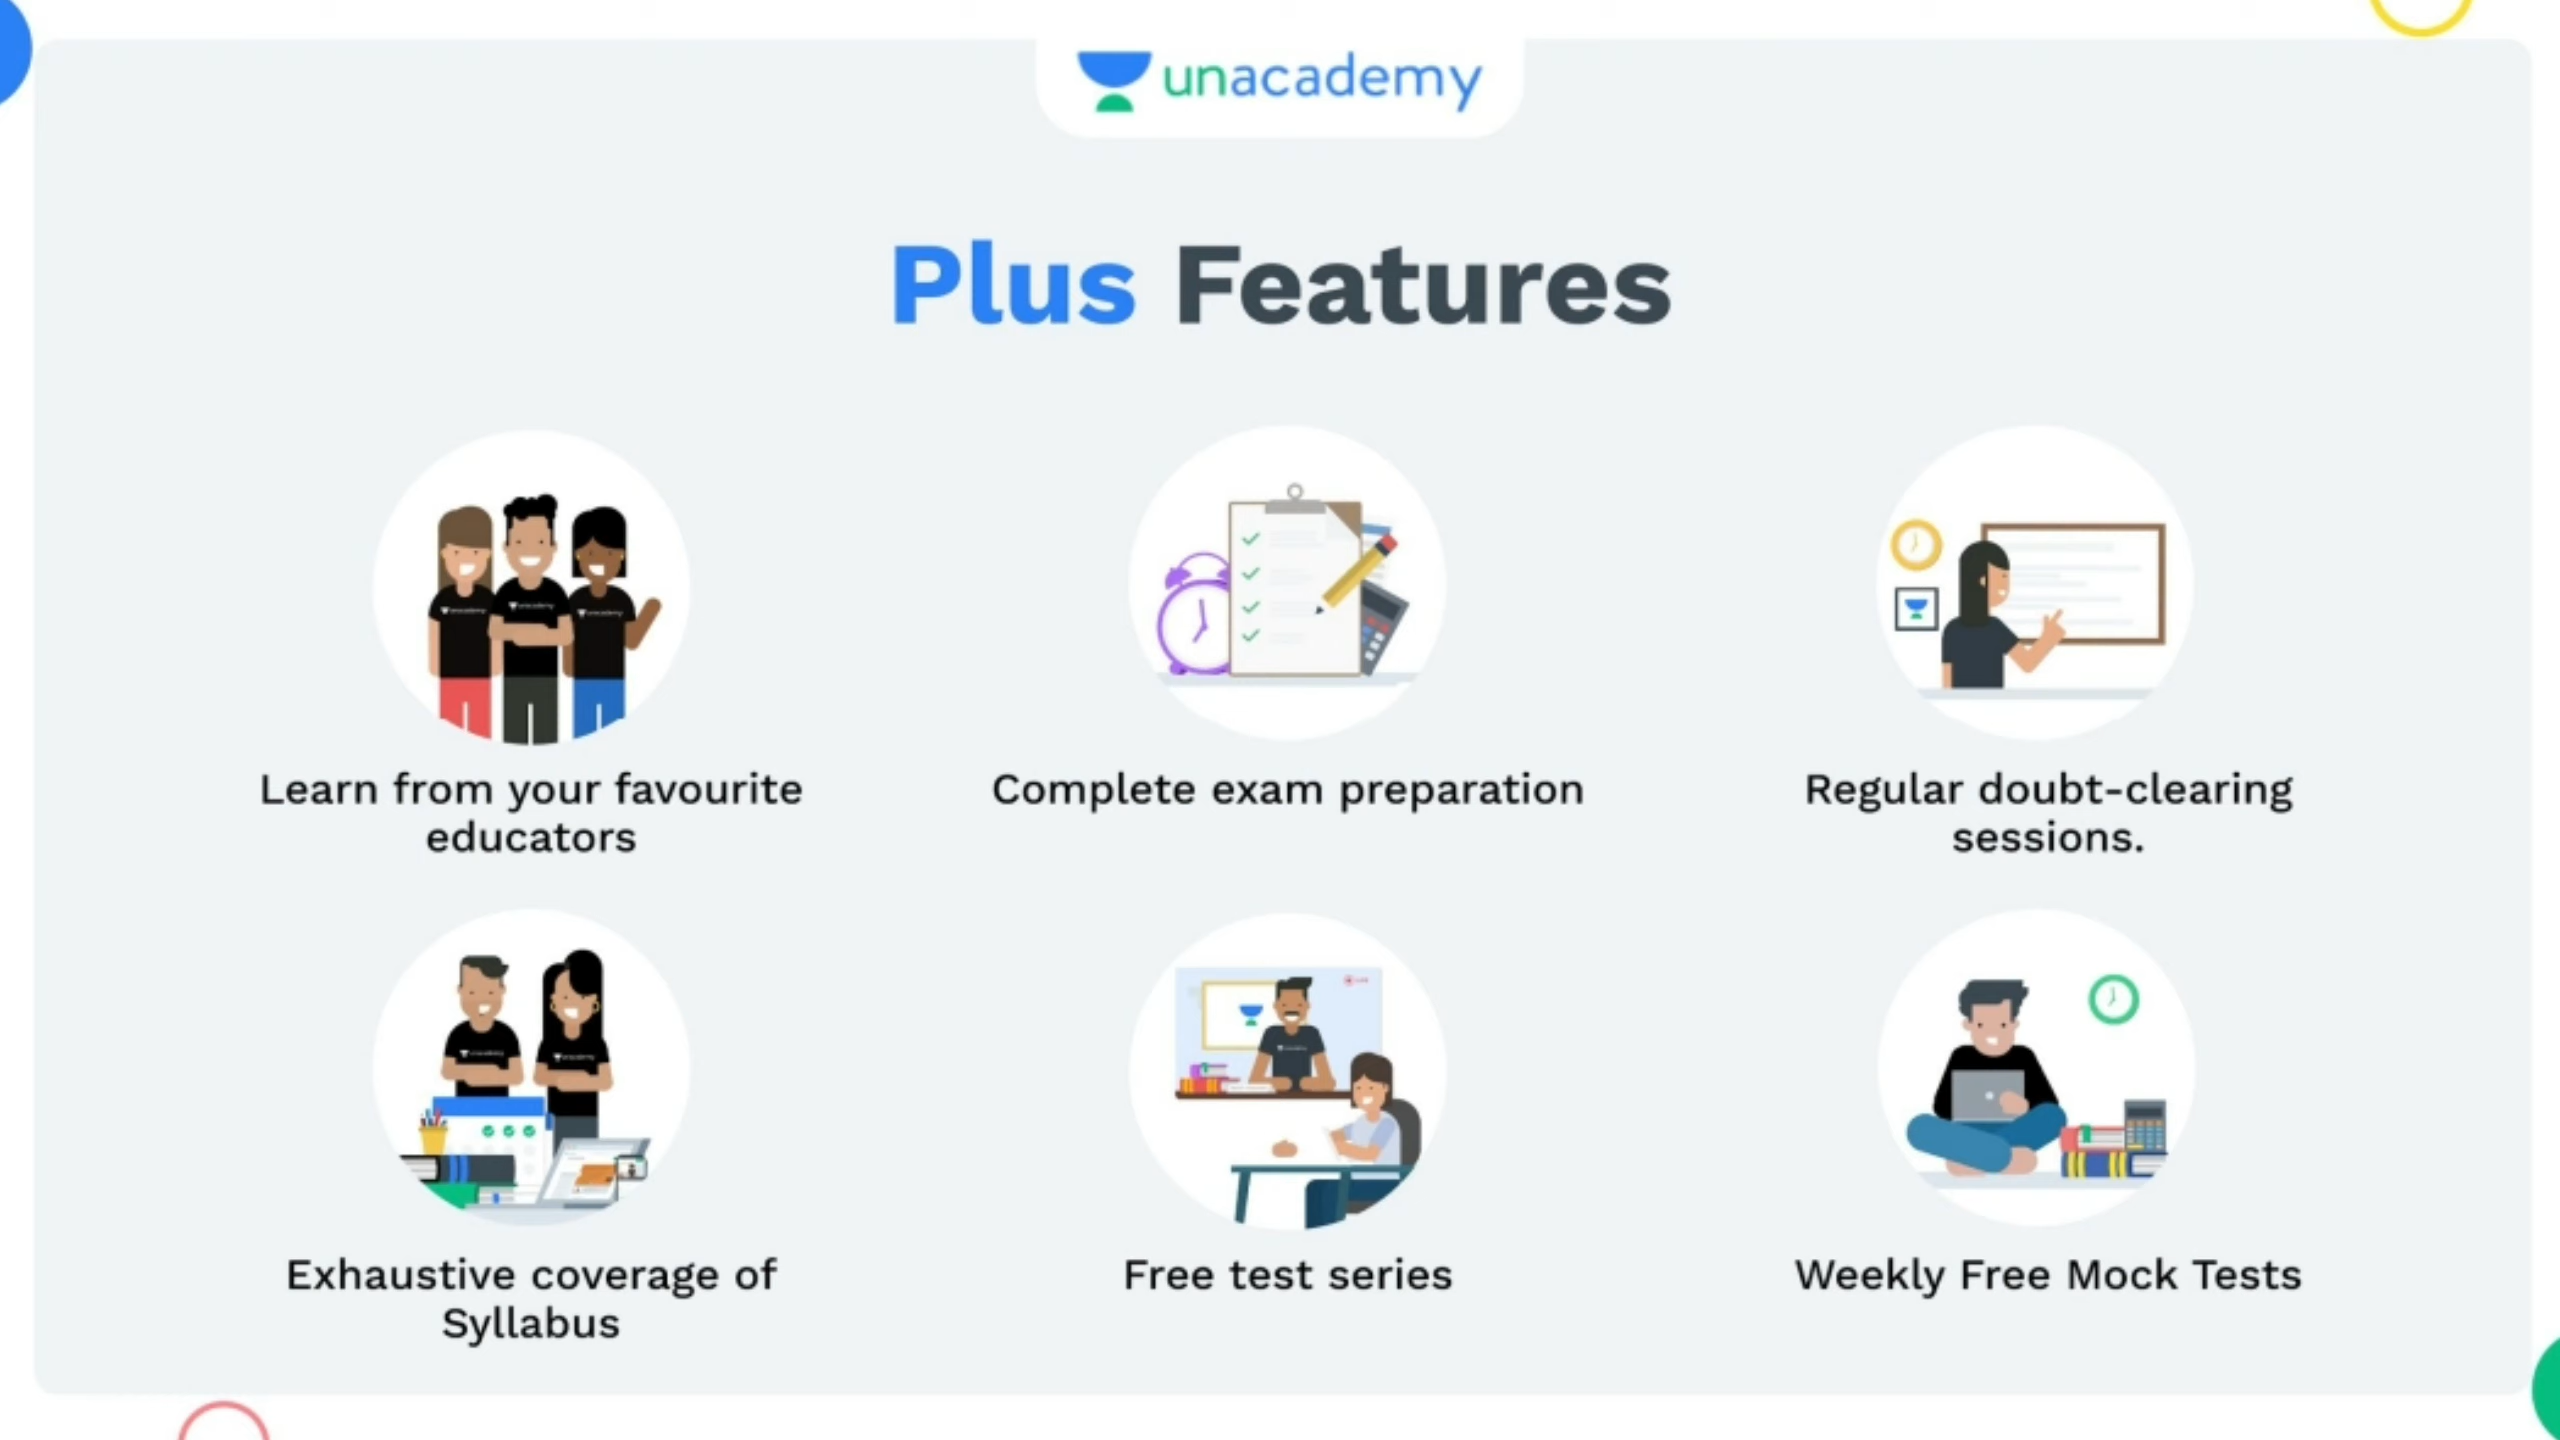 unacademy
Plus Features
Learn from your favourite
educators
Complete exam preparation
Regular doubt-clearing
sessions.
Exhaustive coverage of
Syllabus
Free test series
Weekly Free Mock Tests